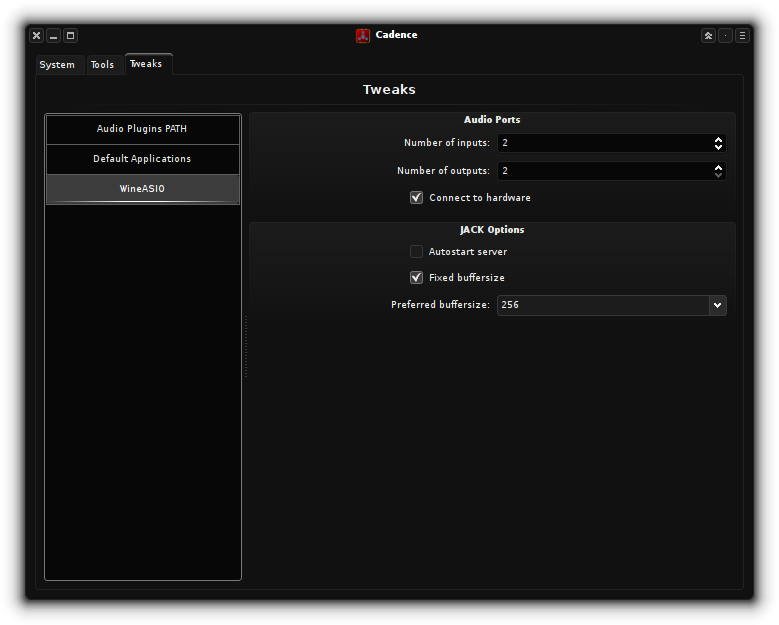 Cadence
System
Tools
Tweaks
Tweaks
Audio Plugins PATH
Default Applications
WineASIO
Audio Ports
Number of inputs: 2
Number of outputs: 2
Connect to hardware
JACK Options
Autostart server
Fixed buffersize
Preferred buffersize: 256